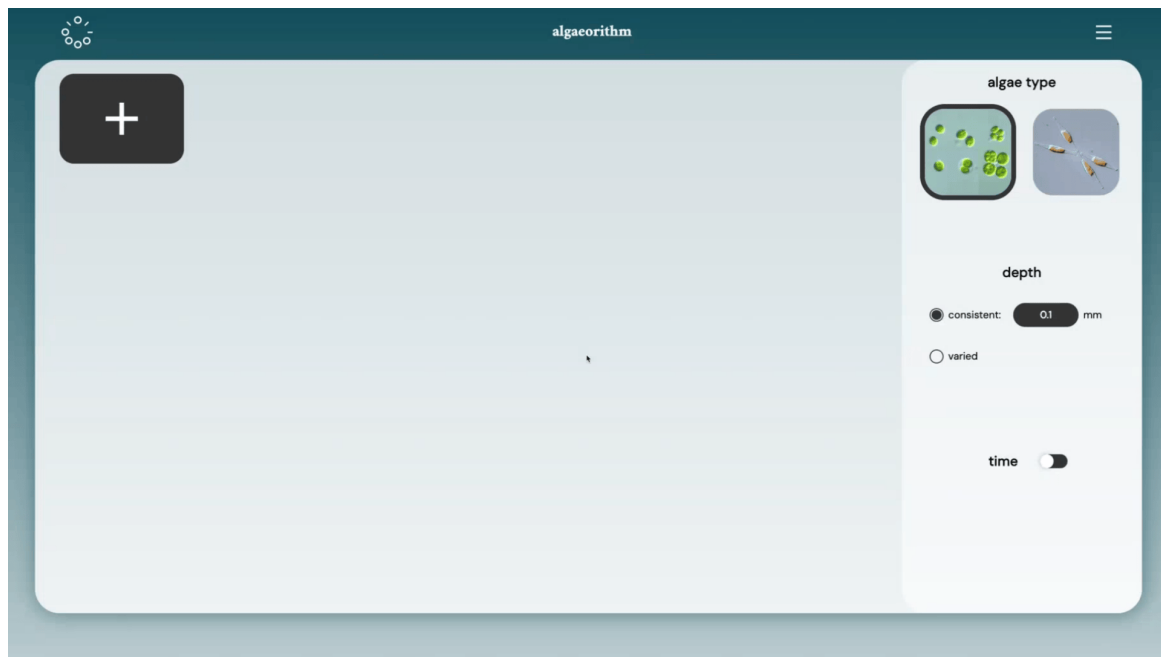 algaeorithm
algae type
depth
consistent: 0.1 mm
varied
time